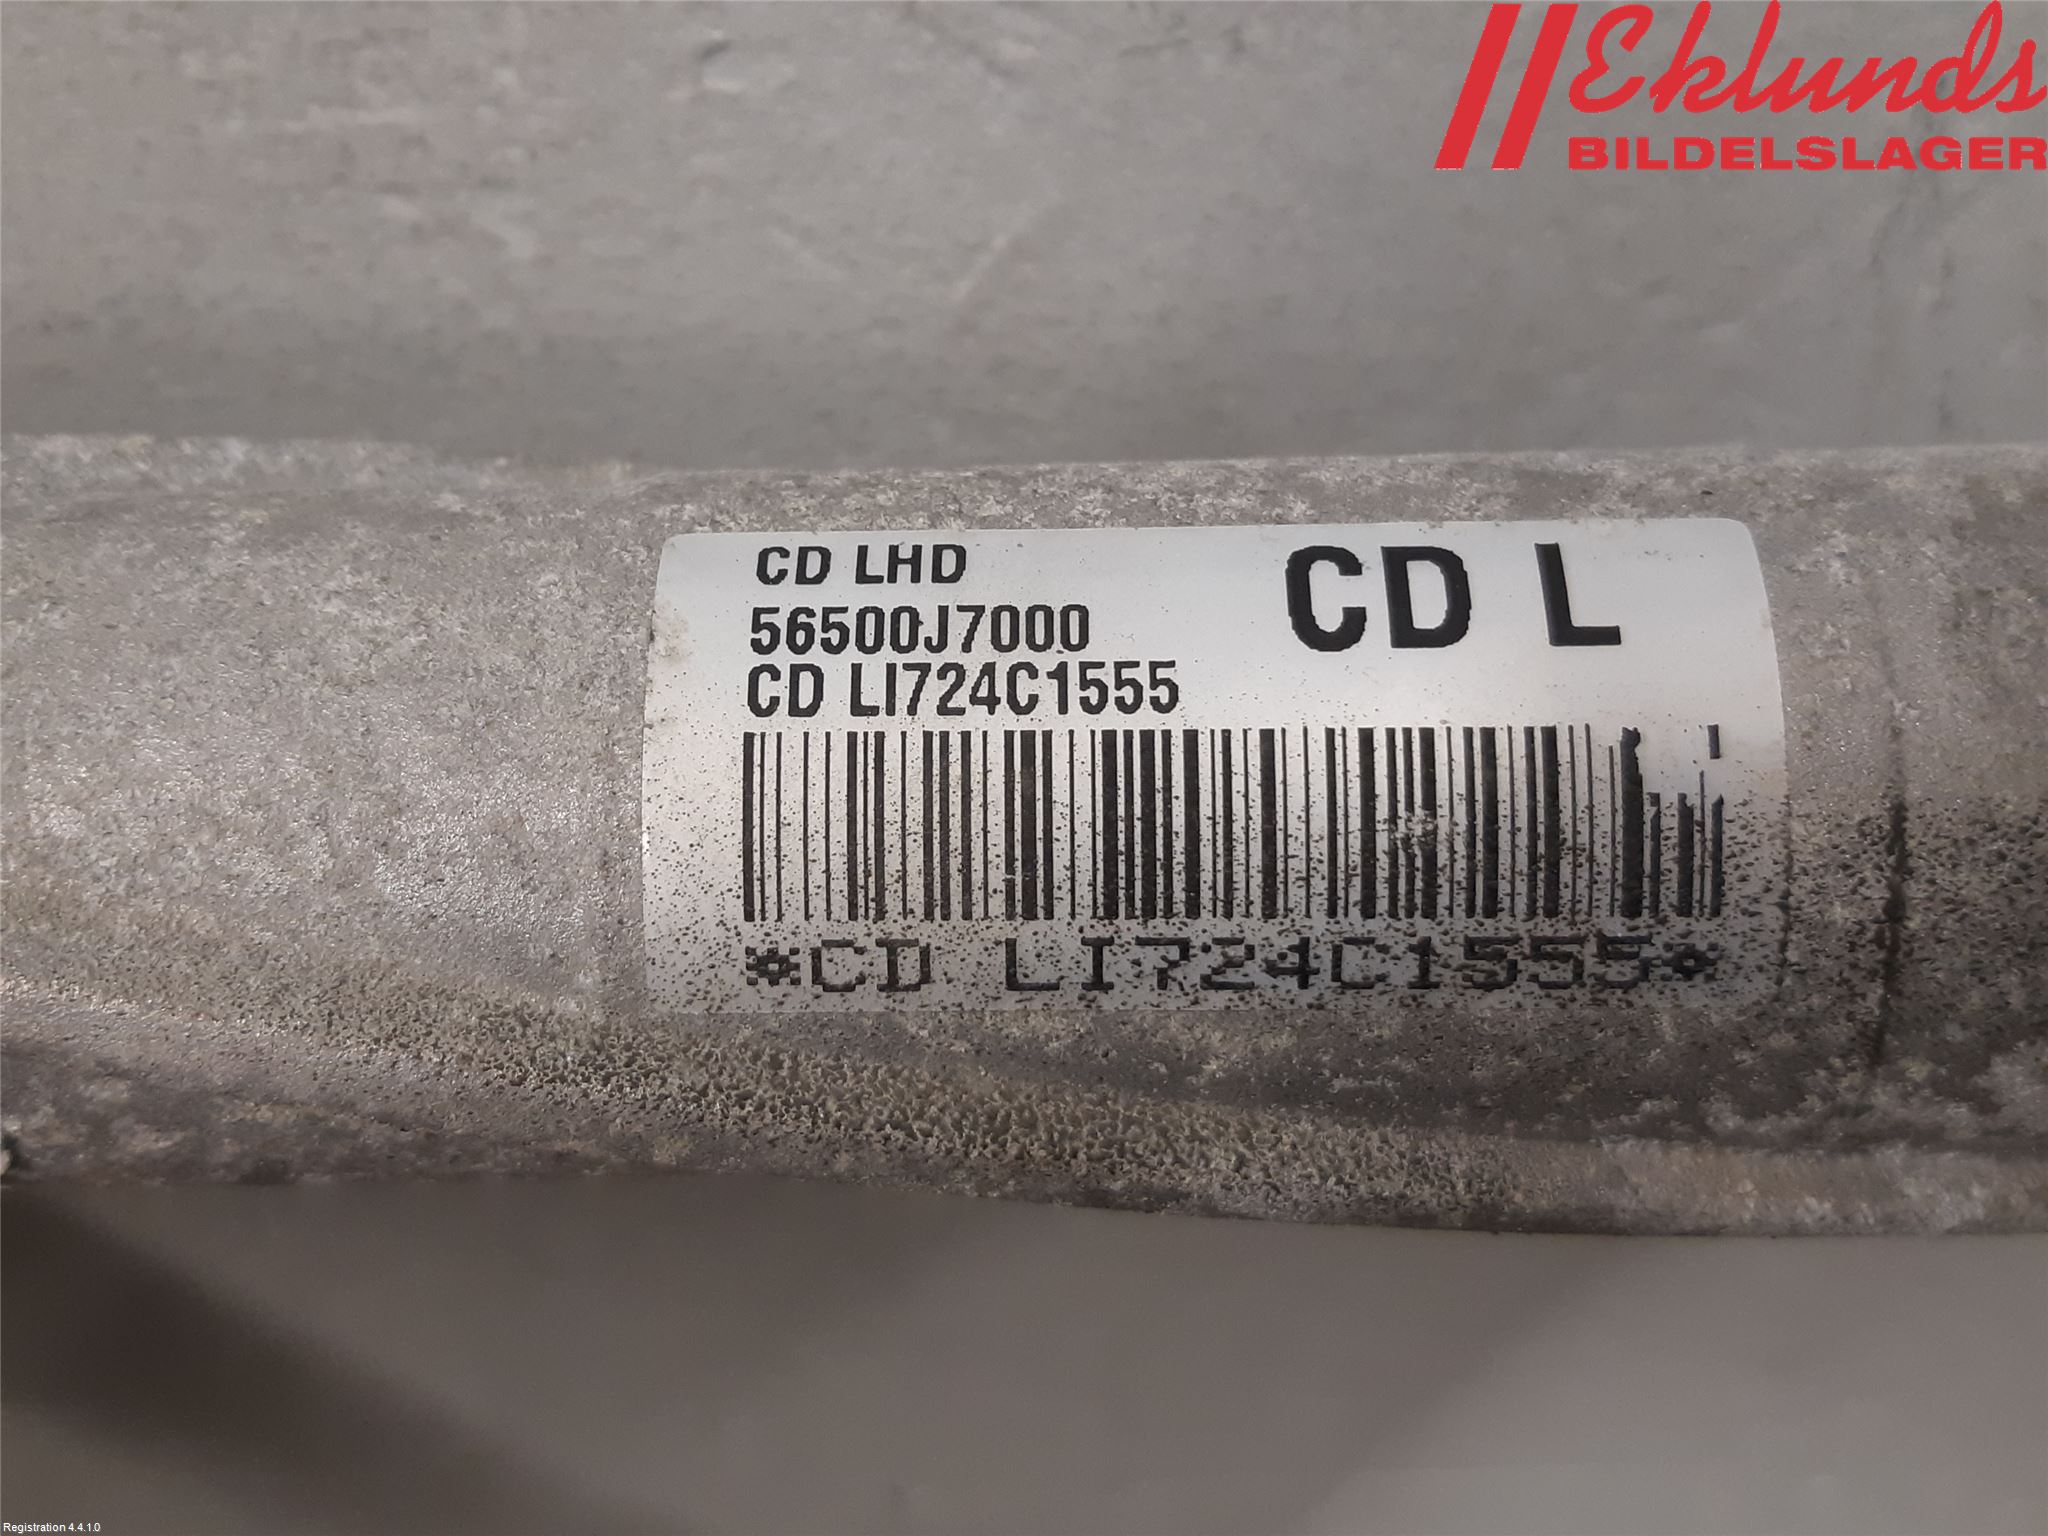 Eklunds
BILDELSLAGER
CD LHD
CD L
56500J7000
CD LI724C1555
*CD LI724C1555*
Registration 4.4.1.0